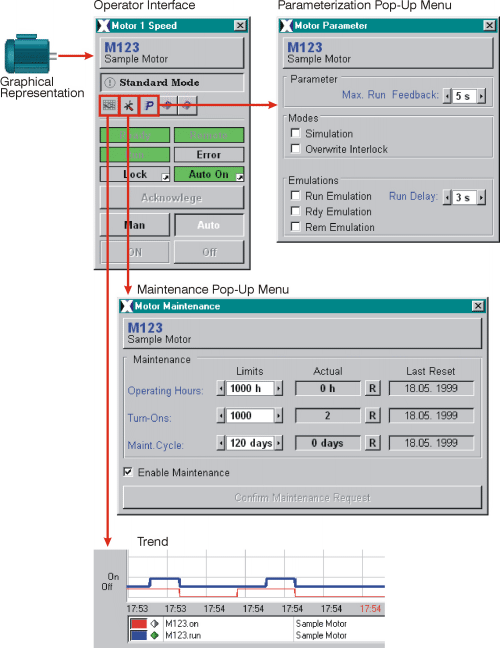 Operator Interface
Parameterization Pop-Up Menu
Graphical
Representation
Motor 1 Speed
M123
Sample Motor
Standard Mode
P
Error
Lock
Auto On
Acknowlege
Man
Auto
ON
Off
Motor Parameter
M123
Sample Motor
Parameter
Max. Run Feedback:
5 s
Modes
Simulation
Overwrite Interlock
Emulations
Run Emulation
Run Delay:
3 s
Rdy Emulation
Rem Emulation
Maintenance Pop-Up Menu
Motor Maintenance
M123
Sample Motor
Maintenance
Limits
Actual
Last Reset
Operating Hours:
1000 h
0 h
R
18.05. 1999
Turn-Ons:
1000
2
R
18.05. 1999
Maint.Cycle:
120 days
0 days
R
18.05. 1999
Enable Maintenance
Confirm Maintenance Request
Trend
On
Off
17:53 17:53 17:54 17:54 17:54 17:54 17:54 17:54
M123.on Sample Motor
M123.run Sample Motor